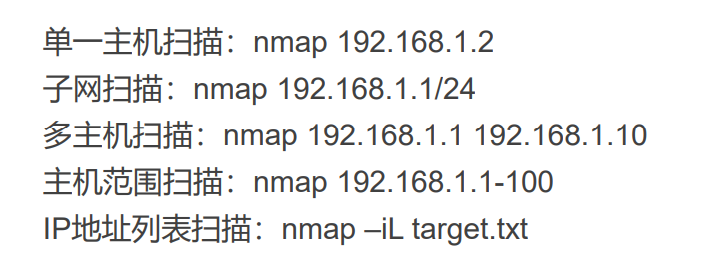 单一主机扫描：nmap 192.168.1.2
子网扫描：nmap 192.168.1.1/24
多主机扫描：nmap 192.168.1.1 192.168.1.10
主机范围扫描：nmap 192.168.1.1-100
IP地址列表扫描：nmap –iL target.txt